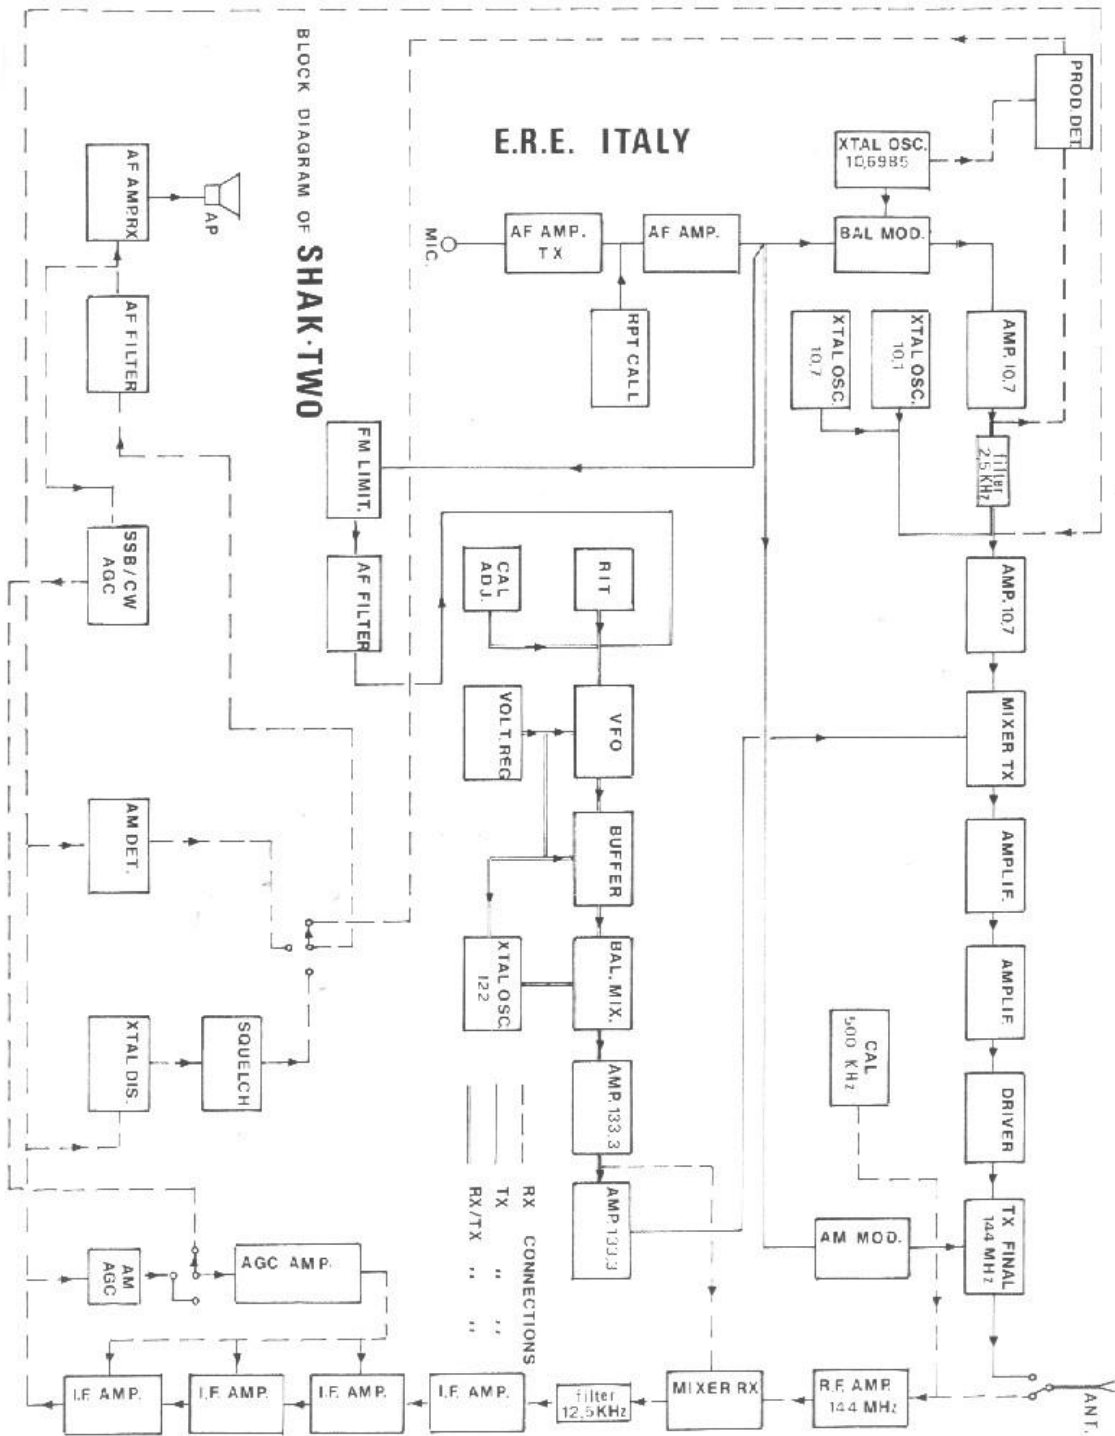 PROD. DET.
E.R.E. ITALY
XTAL OSC.
10,6985
BLOCK DIAGRAM OF SHAK·TWO
AF AMP.RX
AP
MIC.
AF AMP.
TX
AF AMP.
BAL MOD.
AF FILTER
RPT CALL
XTAL OSC.
10,7
XTAL OSC.
10,1
AMP. 10,7
FM LIMIT.
filter
2,5 KHz
SSB/CW
AGC
AF FILTER
CAL
ADJ.
RIT
AMP. 10,7
VOLT. REG
VFO
MIXER TX
AM DET.
BUFFER
AMPLIF.
XTAL OSC.
122
BAL. MIX.
AMPLIF.
XTAL DIS.
SQUELCH
AMP. 133,3
CAL
500 KHz
DRIVER
AMP. 133,3
AM MOD.
TX FINAL
144 MHz
RX CONNECTIONS
TX " "
RX/TX " "
AM
AGC
AGC AMP.
I.F. AMP.
I.F. AMP.
I.F. AMP.
I.F. AMP.
filter
12,5KHz
MIXER RX
R.F. AMP.
144 MHz
ANT.